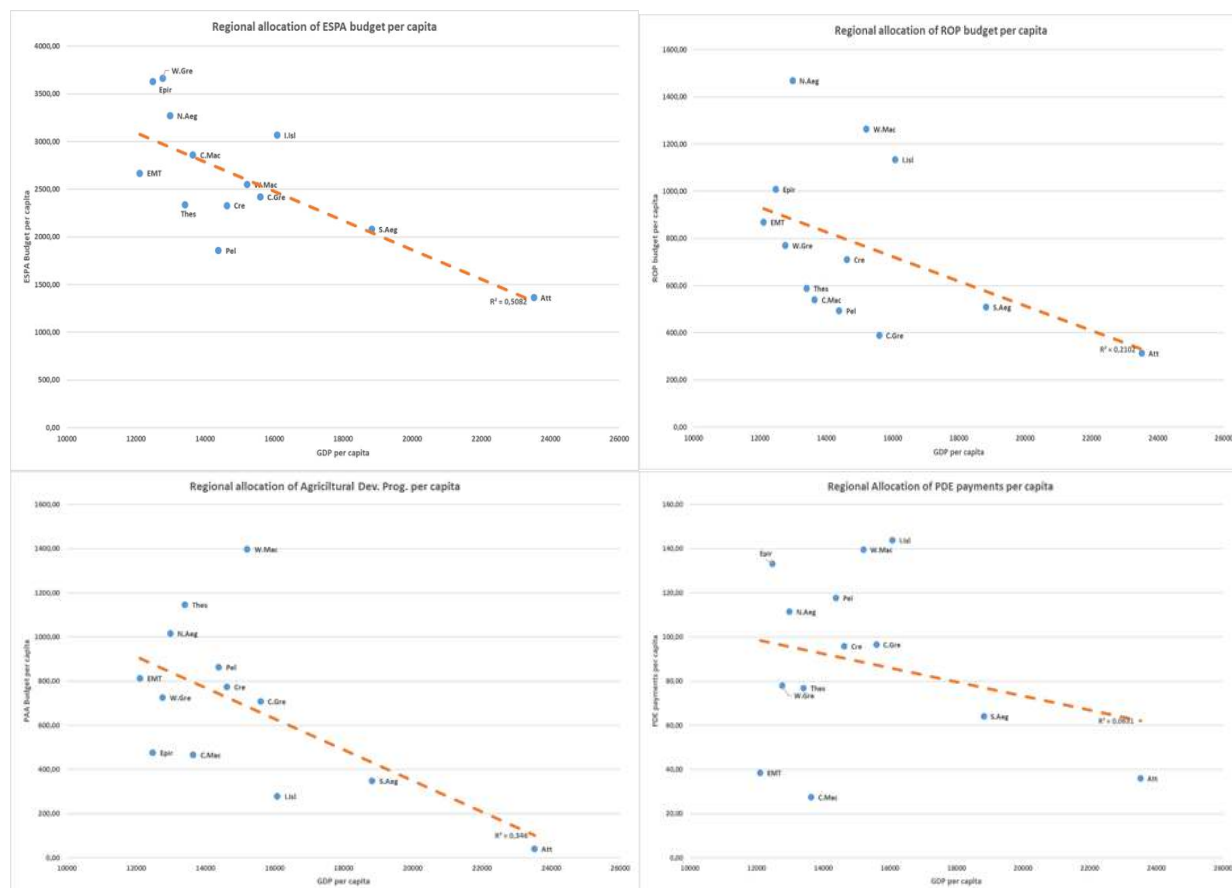 Regional allocation of ESPA budget per capita
4000,00
3500,00
3000,00
2500,00
2000,00
1500,00
1000,00
500,00
0,00
ESPA Budget per capita
W.Gre
Epir
N.Aeg
I.Isl
C.Mac
EMT
W.Mac
C.Gre
Thes
Cre
S.Aeg
Pel
Att
R² = 0,5082
10000 12000 14000 16000 18000 20000 22000 24000 26000
GDP per capita
Regional allocation of ROP budget per capita
1600,00
1400,00
1200,00
1000,00
800,00
600,00
400,00
200,00
0,00
ROP budget per capita
N.Aeg
W.Mac
I.Isl
Epir
EMT
W.Gre
Cre
Thes
C.Mac
Pel
S.Aeg
C.Gre
R² = 0,2102
Att
10000 12000 14000 16000 18000 20000 22000 24000 26000
GDP per capita
Regional allocation of Agriciltural Dev. Prog. per capita
1600,00
1400,00
1200,00
1000,00
800,00
600,00
400,00
200,00
0,00
PAA Budget per capita
W.Mac
Thes
N.Aeg
Pel
EMT
Cre
W.Gre
C.Gre
Epir
C.Mac
S.Aeg
I.Isl
R² = 0,346
Att
10000 12000 14000 16000 18000 20000 22000 24000 26000
GDP per capita
Regional Allocation of PDE payments per capita
160,00
140,00
120,00
100,00
80,00
60,00
40,00
20,00
0,00
PDE payments per capita
I.Isl
W.Mac
Epir
Pel
N.Aeg
Cre
C.Gre
W.Gre
Thes
S.Aeg
R² = 0,0631
EMT
Att
C.Mac
10000 12000 14000 16000 18000 20000 22000 24000 26000
GDP per capita